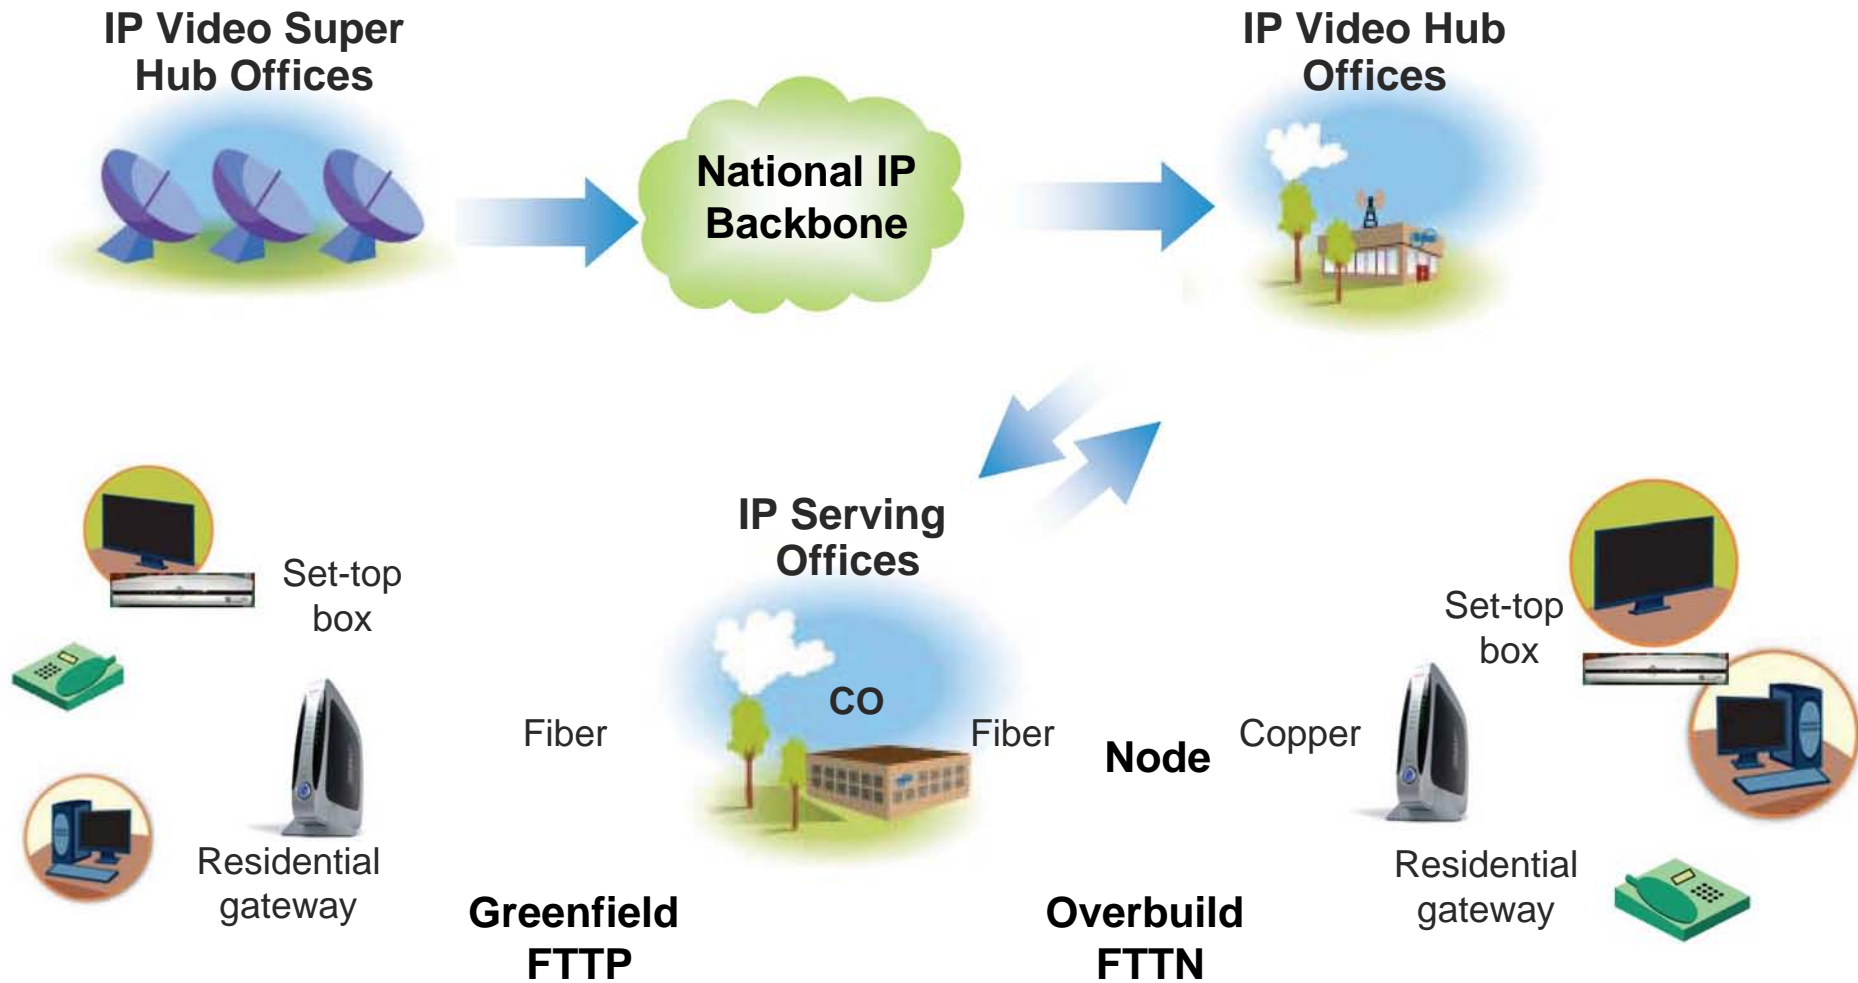 IP Video Super
Hub Offices
IP Video Hub
Offices
National IP
Backbone
IP Serving
Offices
Set-top
box
Set-top
box
CO
Fiber
Fiber
Node
Copper
Residential
gateway
Residential
gateway
Greenfield
FTTP
Overbuild
FTTN